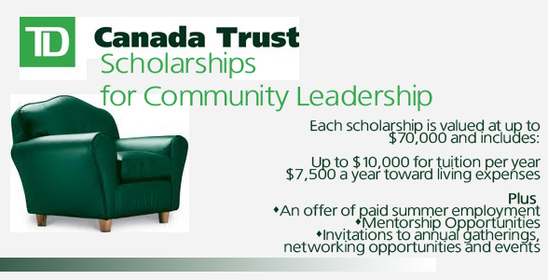 TD Canada Trust
Scholarships
for Community Leadership
Each scholarship is valued at up to
$70,000 and includes:
Up to $10,000 for tuition per year
$7,500 a year toward living expenses
Plus
♦An offer of paid summer employment
♦Mentorship Opportunities
♦Invitations to annual gatherings,
networking opportunities and events